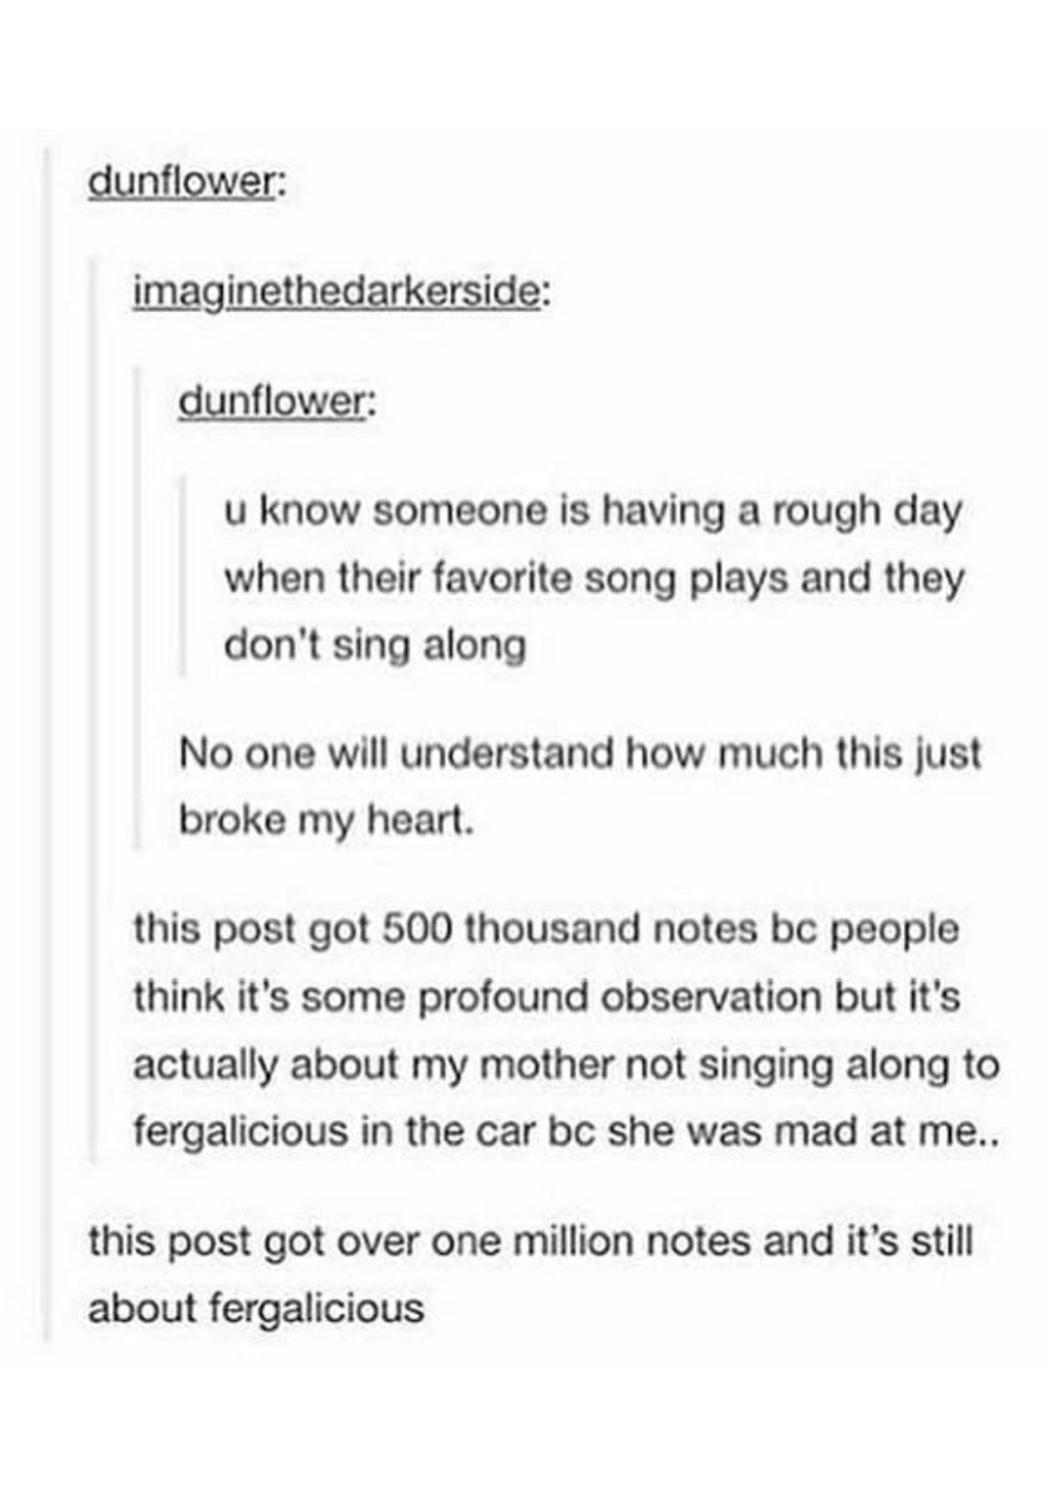 dunflower:
imaginethedarkerside:
dunflower:
u know someone is having a rough day
when their favorite song plays and they
don't sing along
No one will understand how much this just
broke my heart.
this post got 500 thousand notes bc people
think it's some profound observation but it's
actually about my mother not singing along to
fergalicious in the car bc she was mad at me..
this post got over one million notes and it's still
about fergalicious